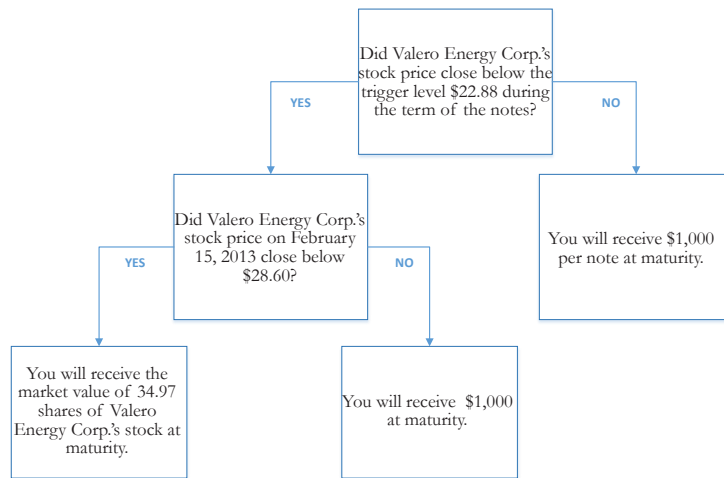 Did Valero Energy Corp.'s
stock price close below the
trigger level $22.88 during
the term of the notes?
YES
NO
Did Valero Energy Corp.'s
stock price on February
15, 2013 close below
$28.60?
You will receive $1,000
per note at maturity.
YES
NO
You will receive the
market value of 34.97
shares of Valero
Energy Corp.'s stock at
maturity.
You will receive $1,000
at maturity.